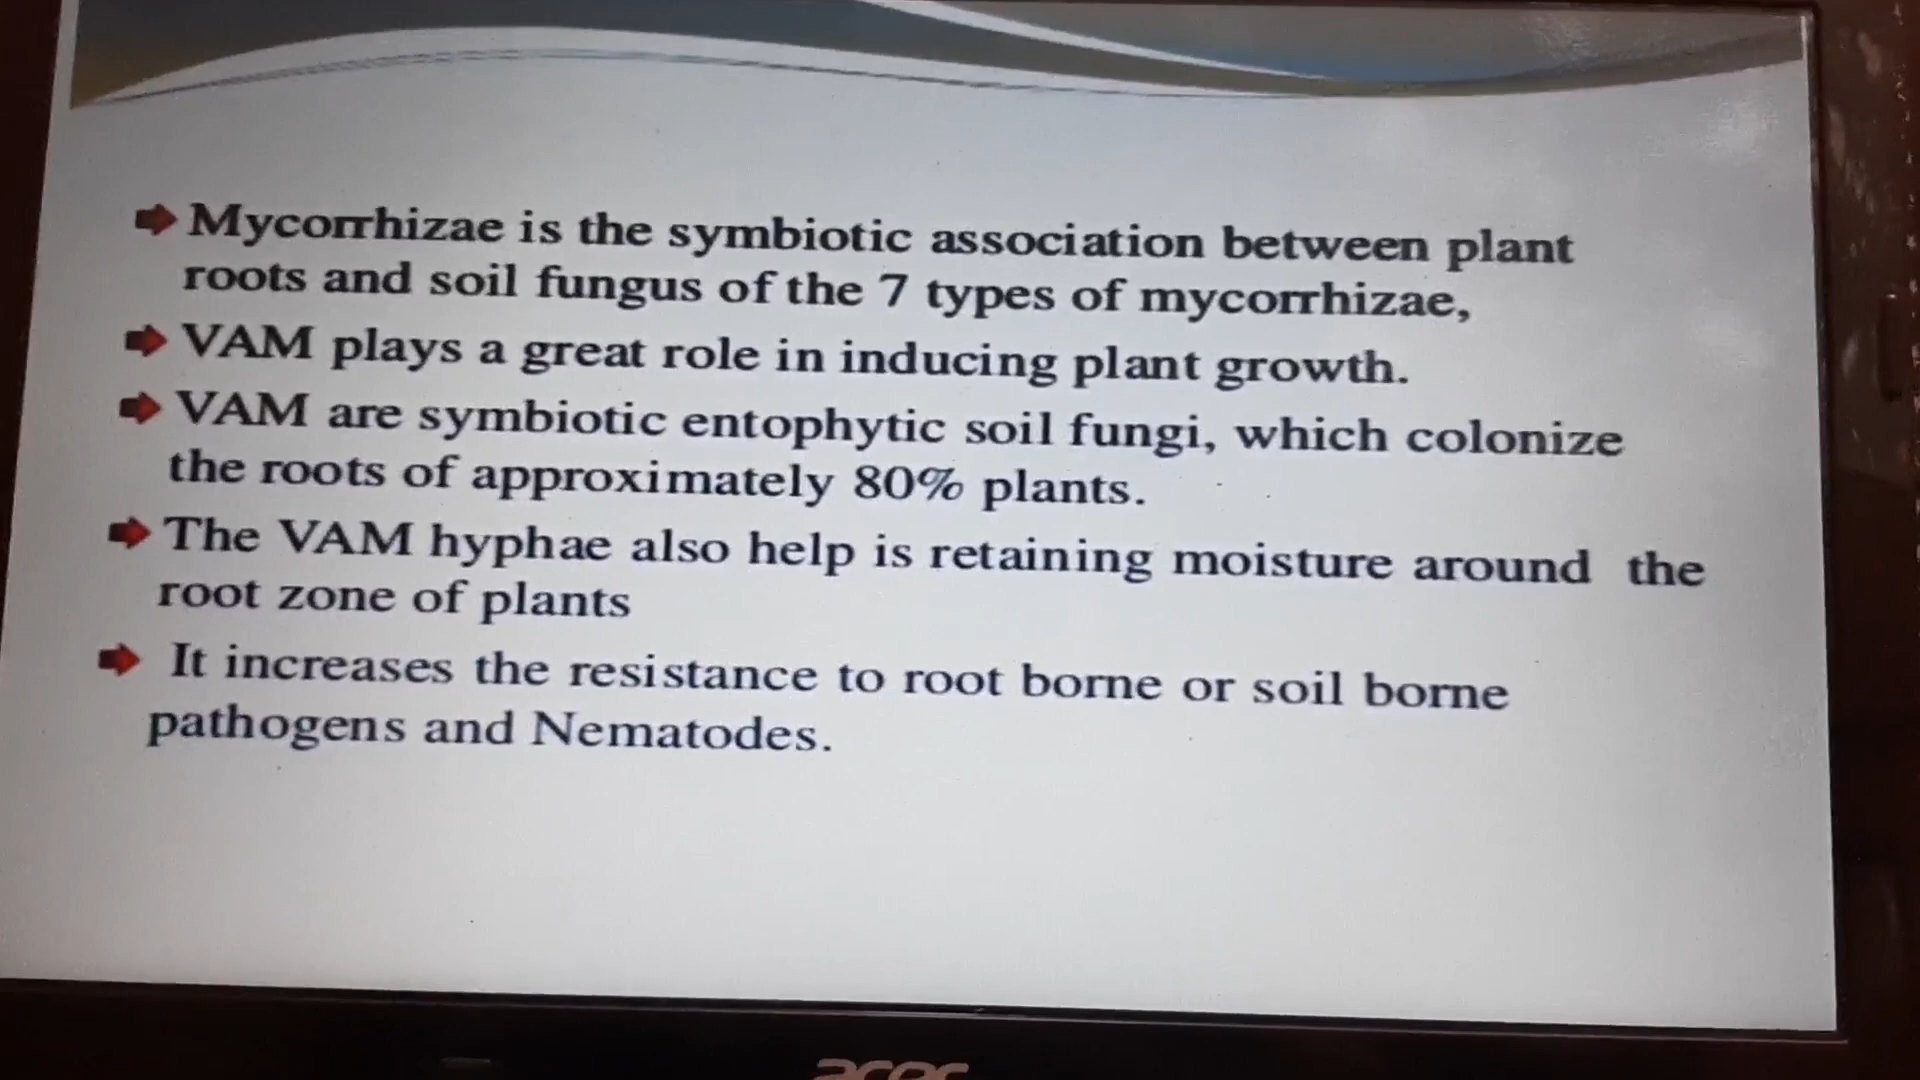 Mycorrhizae is the symbiotic association between plant
roots and soil fungus of the 7 types of mycorrhizae,
VAM plays a great role in inducing plant growth.
VAM are symbiotic entophytic soil fungi, which colonize
the roots of approximately 80% plants.
The VAM hyphae also help is retaining moisture around the
root zone of plants
It increases the resistance to root borne or soil borne
pathogens and Nematodes.
acer